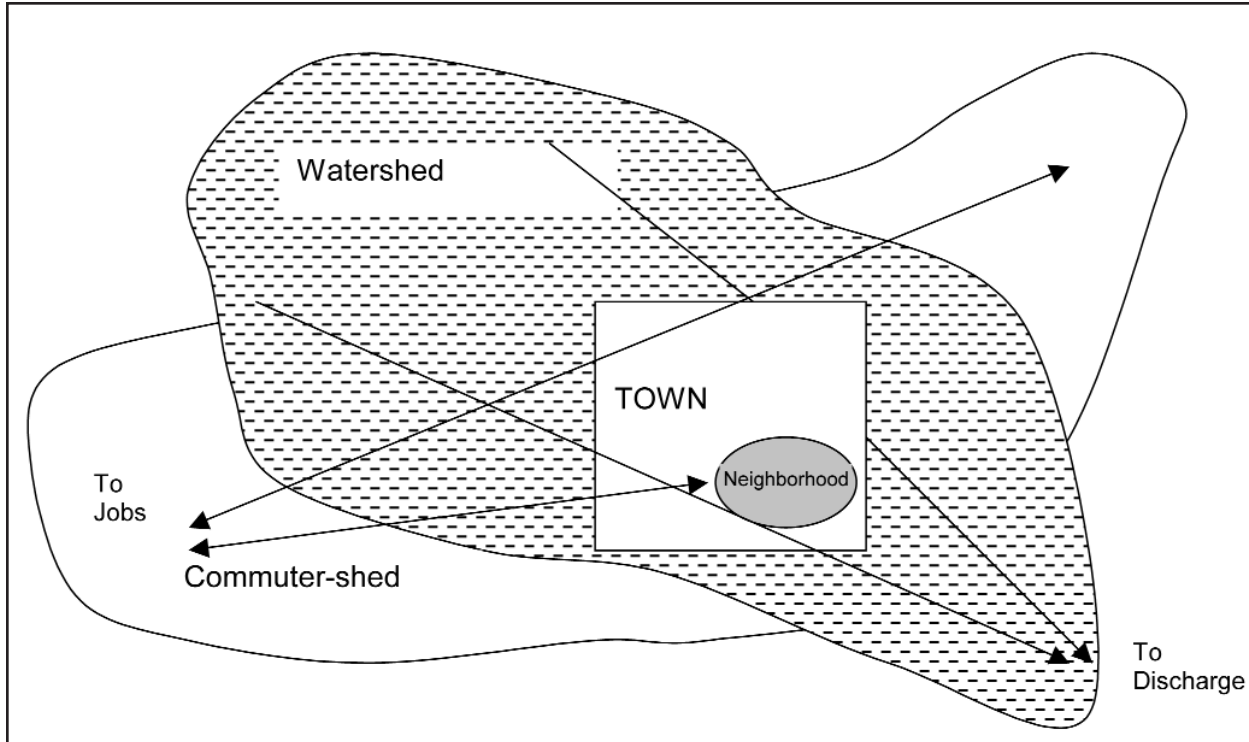 Watershed
TOWN
Neighborhood
To
Jobs
Commuter-shed
To
Discharge